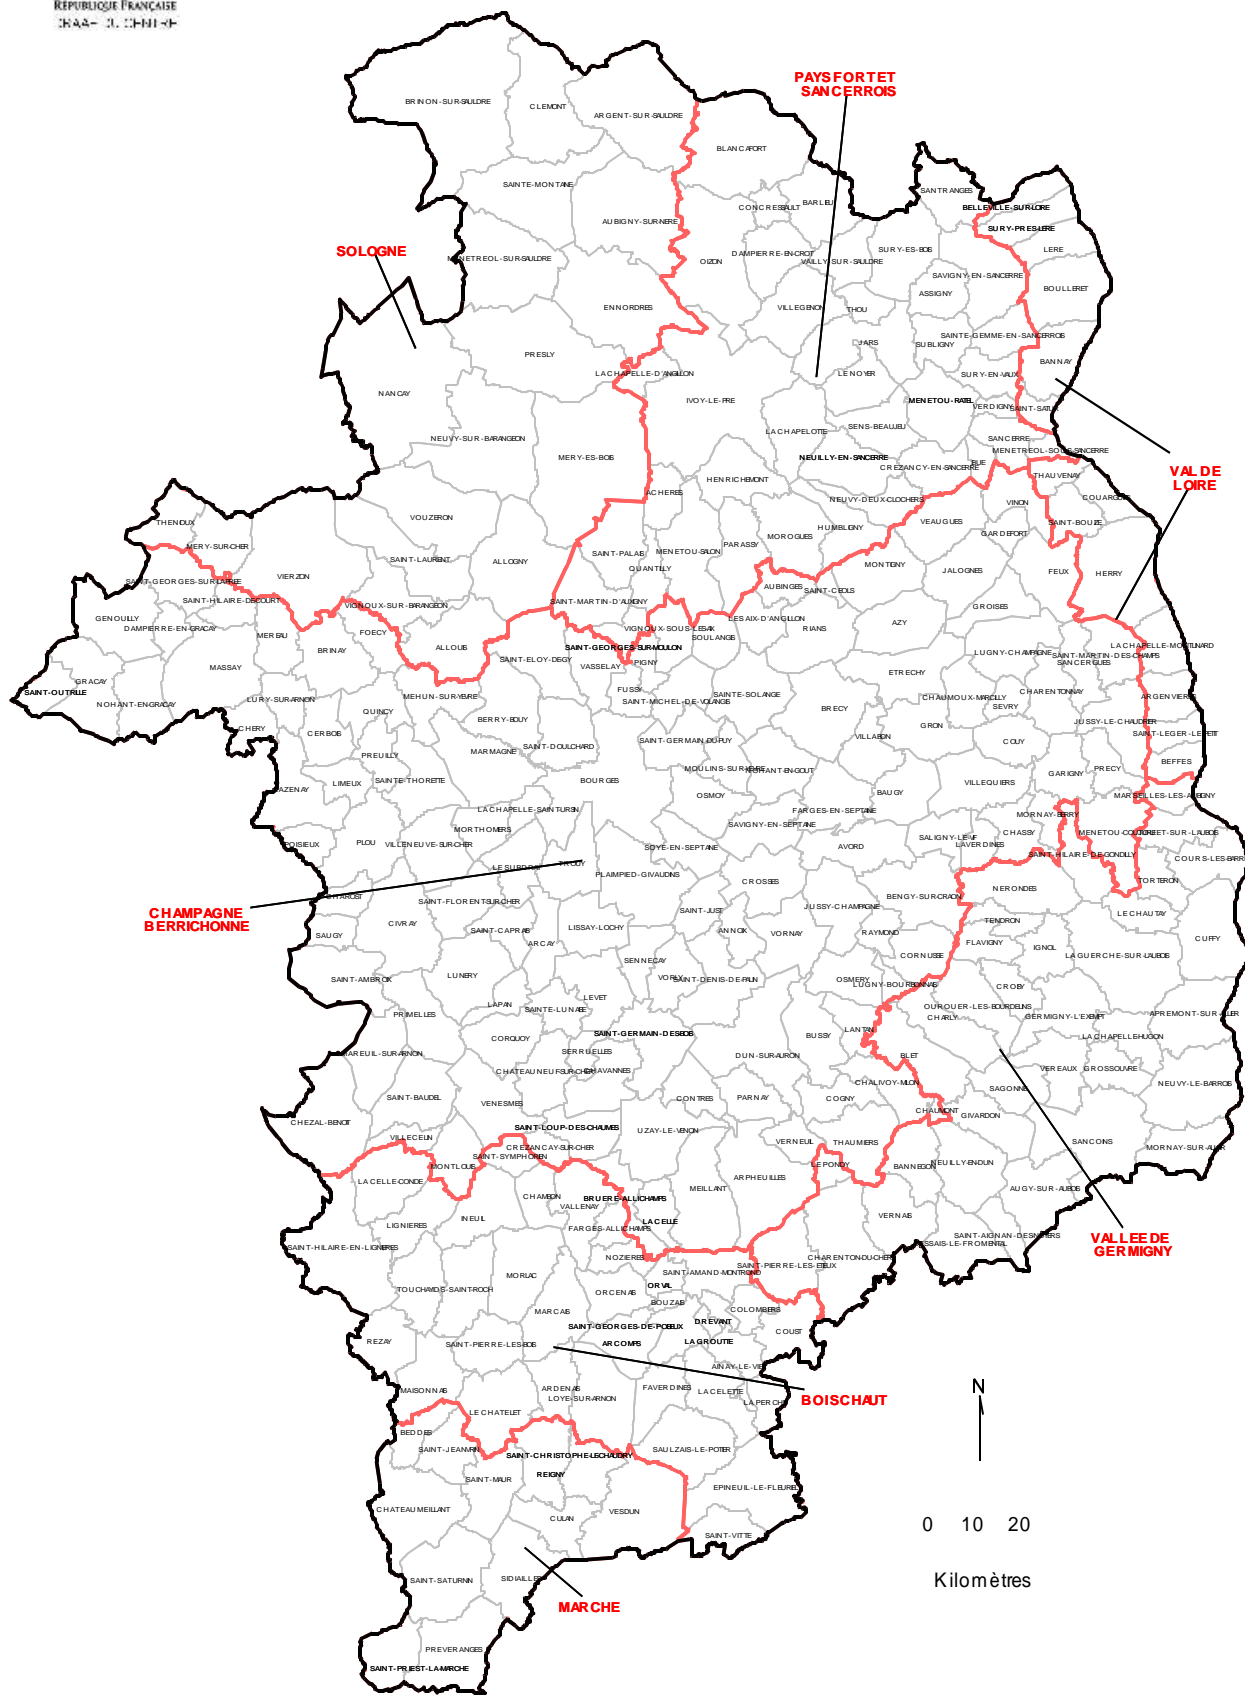 RÉPUBLIQUE FRANÇAISE
PAYS FORT ET
SANCERROIS
BRINON-SUR-SAULDRE
CLEMONT
ARGENT-SUR-SAULDRE
BLANCAFORT
SANTRANGES
SAINTE-MONTAINE
CONCRESSAULT
BARLIEU
BELLEVILLE-SUR-LOIRE
AUBIGNY-SUR-NERE
SURY-PRES-LERE
SOLOGNE
MENETREOL-SUR-SAULDRE
OIZON
DAMPIERRE-EN-CROT
VAILLY-SUR-SAULDRE
SURY-ES-BOIS
LERE
SAVIGNY-EN-SANCERRE
BOULLERET
ASSIGNY
ENNORDRES
VILLEGENON
THOU
PRESLY
JARS
SUBLIGNY
SAINTE-GEMME-EN-SANCERROIS
BANNAY
LA CHAPELLE-D'ANGILLON
LE NOYER
SURY-EN-VAUX
NANCAY
IVOY-LE-PRE
MENETOU-RATEL
VERDIGNY
SAINT-SATUR
NEUVY-SUR-BARANGEON
LA CHAPELOTTE
SENS-BEAUJEU
SANCERRE
MERY-ES-BOIS
NEUILLY-EN-SANCERRE
CREZANCY-EN-SANCERRE
BUE
MENETREOL-SOUS-SANCERRE
VAL DE
LOIRE
ACHERES
HENRICHEMONT
THAUVENAY
NEUVY-DEUX-CLOCHERS
VINON
COUARGUES
THENOUX
VOUZERON
HUMBLIGNY
VEAUGUES
GARDEFORT
SAINT-BOUIZE
MERY-SUR-CHER
SAINT-LAURENT
ALLOGNY
SAINT-PALAIS
MENETOU-SALON
PARASSY
MOROGUES
MONTIGNY
JALOGNES
FEUX
HERRY
SAINT-GEORGES-SUR-LA-PREE
VIERZON
QUANTILLY
AUBINGES
SAINT-CEOLS
SAINT-HILAIRE-DE-COURT
VIGNOUX-SUR-BARANGEON
SAINT-MARTIN-D'AUXIGNY
GROISES
GENOUILLY
DAMPIERRE-EN-GRACAY
MEREAU
FOECY
VIGNOUX-SOUS-LES-AIX
LES AIX-D'ANGILLON
RIANS
AZY
BRINAY
ALLOUIS
SAINT-GEORGES-SUR-MOULON
SOULANGIS
LA CHAPELLE-MONTLINARD
MASSAY
SAINT-ELOY-DE-GY
VASSELAY
PIGNY
ETRECHY
LUGNY-CHAMPAGNE
SAINT-MARTIN-DES-CHAMPS
SANCERGUES
GRACAY
SAINT-OUTRILLE
NOHANT-EN-GRACAY
LURY-SUR-ARNON
MEHUN-SUR-YEVRE
FUSSY
SAINT-MICHEL-DE-VOLANGIS
SAINTE-SOLANGE
BRECY
CHAUMOUX-MARCILLY
SEVRY
CHARENTONNAY
ARGENVIERES
CHERY
CERBOIS
QUINCY
BERRY-BOUY
GRON
JUSSY-LE-CHAUDRIER
SAINT-LEGER-LE-PETIT
PREUILLY
MARMAGNE
SAINT-DOULCHARD
SAINT-GERMAIN-DU-PUY
VILLABON
COUY
BEFFES
LAZENAY
LIMEUX
SAINTE-THORETTE
BOURGES
MOULINS-SUR-YEVRE
NOHANT-EN-GOUT
BAUGY
VILLEQUIERS
GARIGNY
PRECY
MARSEILLES-LES-AUBIGNY
LA CHAPELLE-SAINT-URSIN
OSMOY
FARGES-EN-SEPTAINE
MORNAY-BERRY
POISIEUX
PLOU
MORTHOMIERS
VILLENEUVE-SUR-CHER
SAVIGNY-EN-SEPTAINE
AVORD
SALIGNY-LE-VIF
LAVERDINES
CHASSY
MENETOU-COUTURE
JOUET-SUR-L'AUBOIS
LE SUBDRAY
TROUY
SOYE-EN-SEPTAINE
SAINT-HILAIRE-DE-GONDILLY
COURS-LES-BARRES
CHAROST
PLAIMPIED-GIVAUDINS
CROSSES
BENGY-SUR-CRAON
NERONDES
TORTERON
CHAMPAGNE
BERRICHONNE
SAINT-FLORENT-SUR-CHER
SAINT-JUST
JUSSY-CHAMPAGNE
TENDRON
LE CHAUTAY
SAUGY
CIVRAY
SAINT-CAPRAIS
ARCAY
LISSAY-LOCHY
ANNOIX
VORNAY
RAYMOND
CORNUSSE
FLAVIGNY
IGNOL
LA GUERCHE-SUR-L'AUBOIS
CUFFY
SENNECAY
SAINT-AMBROIX
LUNERY
VORLY
SAINT-DENIS-DE-PALIN
OSMERY
LUGNY-BOURBONNAIS
CROISY
PRIMELLES
LAPAN
SAINTE-LUNAISE
LEVET
OUROUER-LES-BOURDELINS
CHARLY
GERMIGNY-L'EXEMPT
APREMONT-SUR-ALLIER
CORQUOY
SAINT-GERMAIN-DES-BOIS
BUSSY
LANTAN
LA CHAPELLE-HUGON
MAREUIL-SUR-ARNON
SERRUELLES
DUN-SUR-AURON
BLET
CHATEAUNEUF-SUR-CHER
CHAVANNES
CHALIVOY-MILON
SAGONNE
VEREAUX
GROSSOUVRE
NEUVY-LE-BARROIS
SAINT-BAUDEL
VENESMES
CONTRES
PARNAY
COGNY
CHAUMONT
GIVARDON
CHEZAL-BENOIT
SAINT-LOUP-DES-CHAUMES
UZAY-LE-VENON
VERNEUIL
THAUMIERS
SANCOINS
MORNAY-SUR-ALLIER
VILLECELIN
CREZANCAY-SUR-CHER
SAINT-SYMPHORIEN
MONTLOUIS
LE PONDY
BANNEGON
NEUILLY-EN-DUN
LA CELLE-CONDE
CHAMBON
BRUERE-ALLICHAMPS
VALLENAY
MEILLANT
ARPHEUILLES
AUGY-SUR-AUBOIS
LIGNIERES
INEUIL
FARGES-ALLICHAMPS
LA CELLE
VERNAIS
VALLEE DE
GERMIGNY
SAINT-HILAIRE-EN-LIGNIERES
NOZIERES
CHARENTON-DU-CHER
SAINT-AIGNAN-DES-NOYERS
BESSAIS-LE-FROMENTAL
SAINT-AMAND-MONTROND
SAINT-PIERRE-LES-ETIEUX
TOUCHAY
IDS-SAINT-ROCH
MORLAC
ORVAL
ORCENAIS
BOUZAIS
MARCAIS
COLOMBIERS
REZAY
SAINT-PIERRE-LES-BOIS
SAINT-GEORGES-DE-POISIEUX
DREVANT
COUST
ARCOMPS
LA GROUTTE
AINAY-LE-VIEIL
MAISONNAIS
ARDENAIS
LOYE-SUR-ARNON
FAVERDINES
LA CELETTE
LA PERCHE
BOISCHAUT
N
LE CHATELET
BEDDES
SAINT-JEANVRIN
SAINT-CHRISTOPHE-LE-CHAUDRY
SAULZAIS-LE-POTIER
SAINT-MAUR
REIGNY
EPINEUIL-LE-FLEURIEL
CHATEAUMEILLANT
CULAN
VESDUN
SAINT-VITTE
0 10 20
SAINT-SATURNIN
SIDIAILLES
Kilomètres
MARCHE
PREVERANGES
SAINT-PRIEST-LA-MARCHE